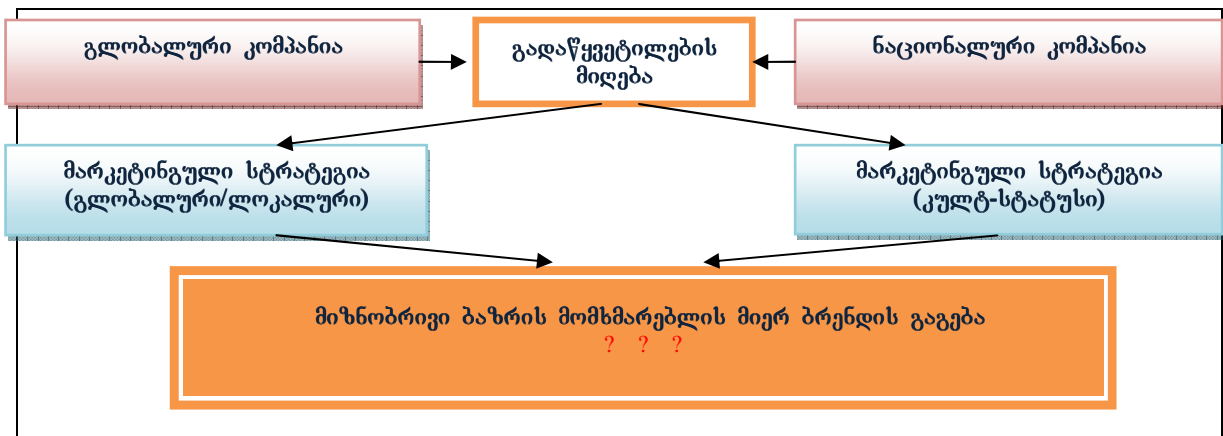 გლობალური კომპანია
გადაწყვეტილების
მიღება
ნაციონალური კომპანია
მარკეტინგული სტრატეგია
(გლობალური/ლოკალური)
მარკეტინგული სტრატეგია
(კულტ-სტატუსი)
მიზნობრივი ბაზრის მომხმარებლის მიერ ბრენდის გაგება
? ? ?